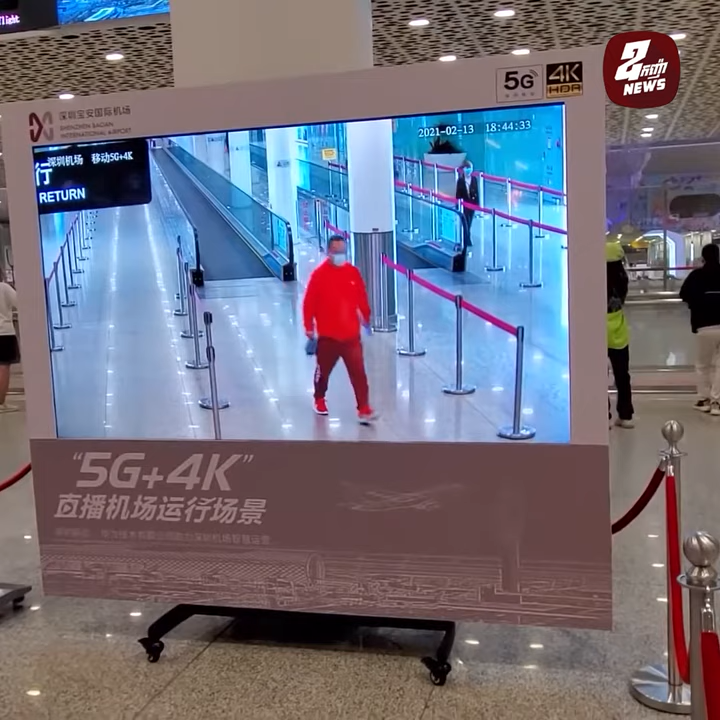 light
深圳宝安国际机场
SHENZHEN BAOAN
INTERNATIONAL AIRPORT
5G
4K
HDR
NEWS
2021-02-13 18:44:33
深圳机场 移动5G+4K
行
RETURN
“5G+4K”
直播机场运行场景